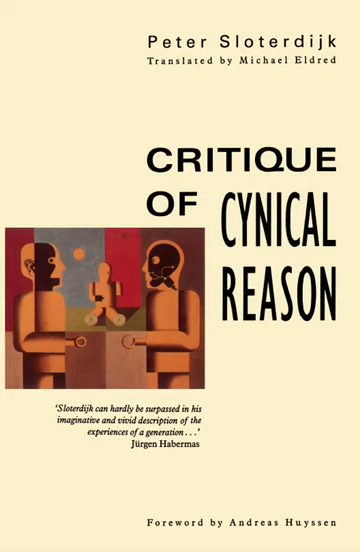 Peter Sloterdijk
Translated by Michael Eldred
CRITIQUE
OF CYNICAL
REASON
'Sloterdijk can hardly be surpassed in his
imaginative and vivid description of the
experiences of a generation . . .'
Jürgen Habermas
Foreword by Andreas Huyssen